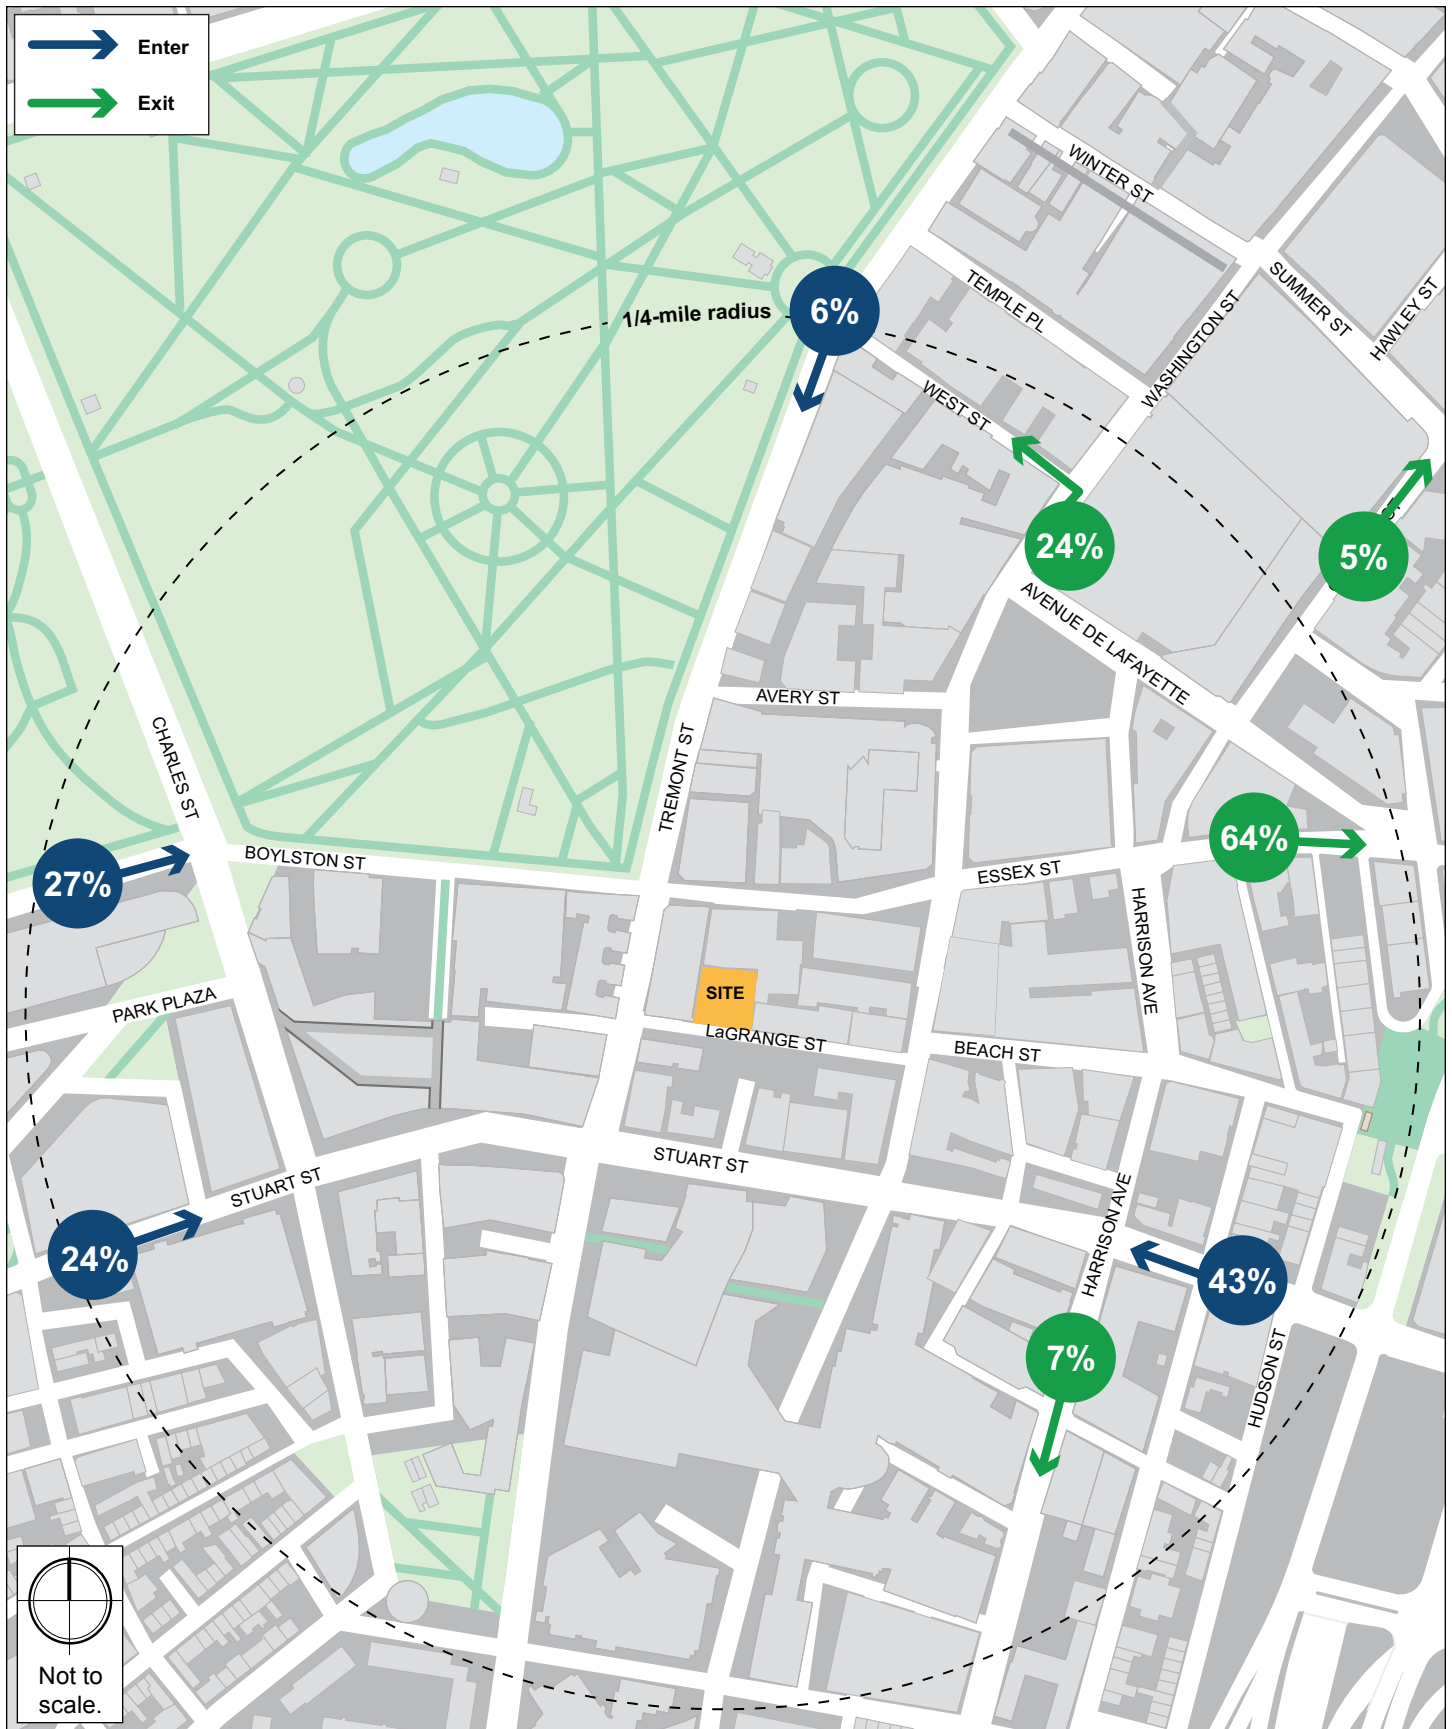 Enter
Exit
WINTER ST
SUMMER ST
HAWLEY ST
TEMPLE PL
WASHINGTON ST
1/4-mile radius
6%
WEST ST
24%
ST
5%
AVENUE DE LAFAYETTE
AVERY ST
CHARLES ST
TREMONT ST
64%
BOYLSTON ST
27%
ESSEX ST
HARRISON AVE
SITE
PARK PLAZA
LaGRANGE ST
BEACH ST
STUART ST
STUART ST
HARRISON AVE
24%
43%
7%
HUDSON ST
Not to
scale.